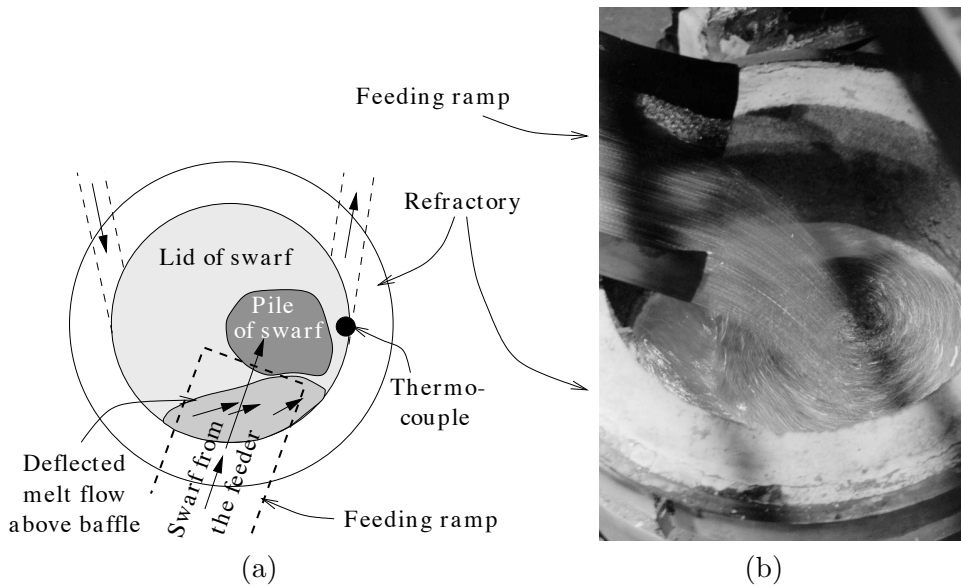 Feeding ramp
Refractory
Lid of swarf
Pile
of swarf
Thermo-
couple
Swarf from
the feeder
Deflected
melt flow
above baffle
Feeding ramp
(a)
(b)